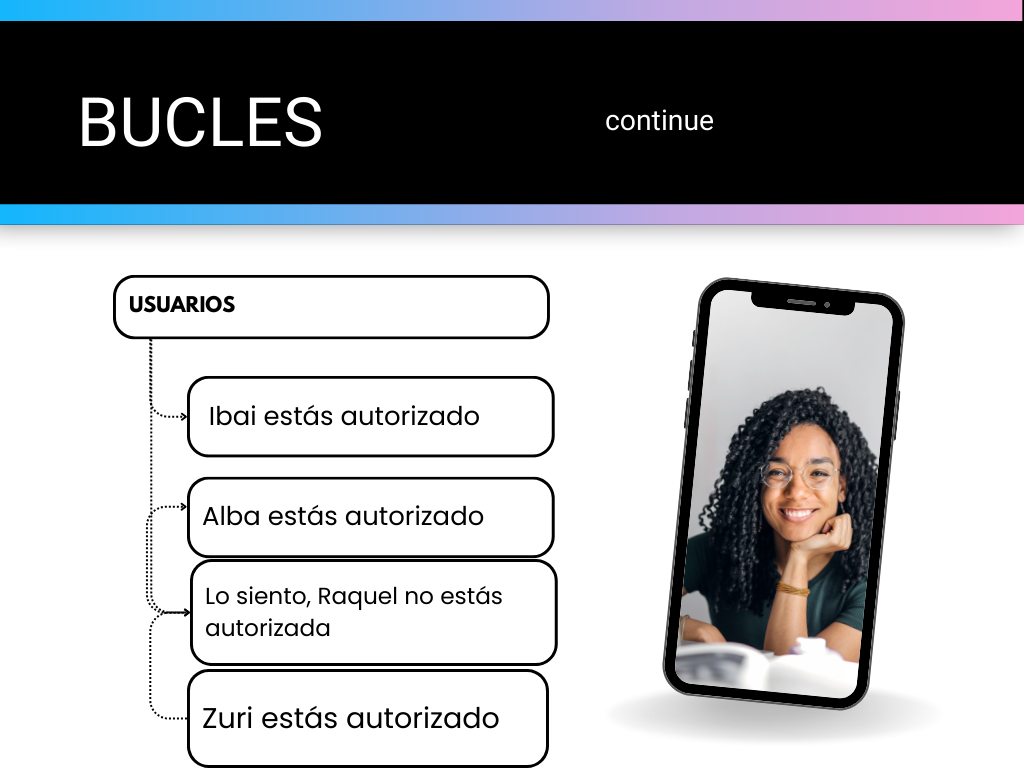 BUCLES
continue
USUARIOS
Ibai estás autorizado
Alba estás autorizado
Lo siento, Raquel no estás
autorizada
Zuri estás autorizado